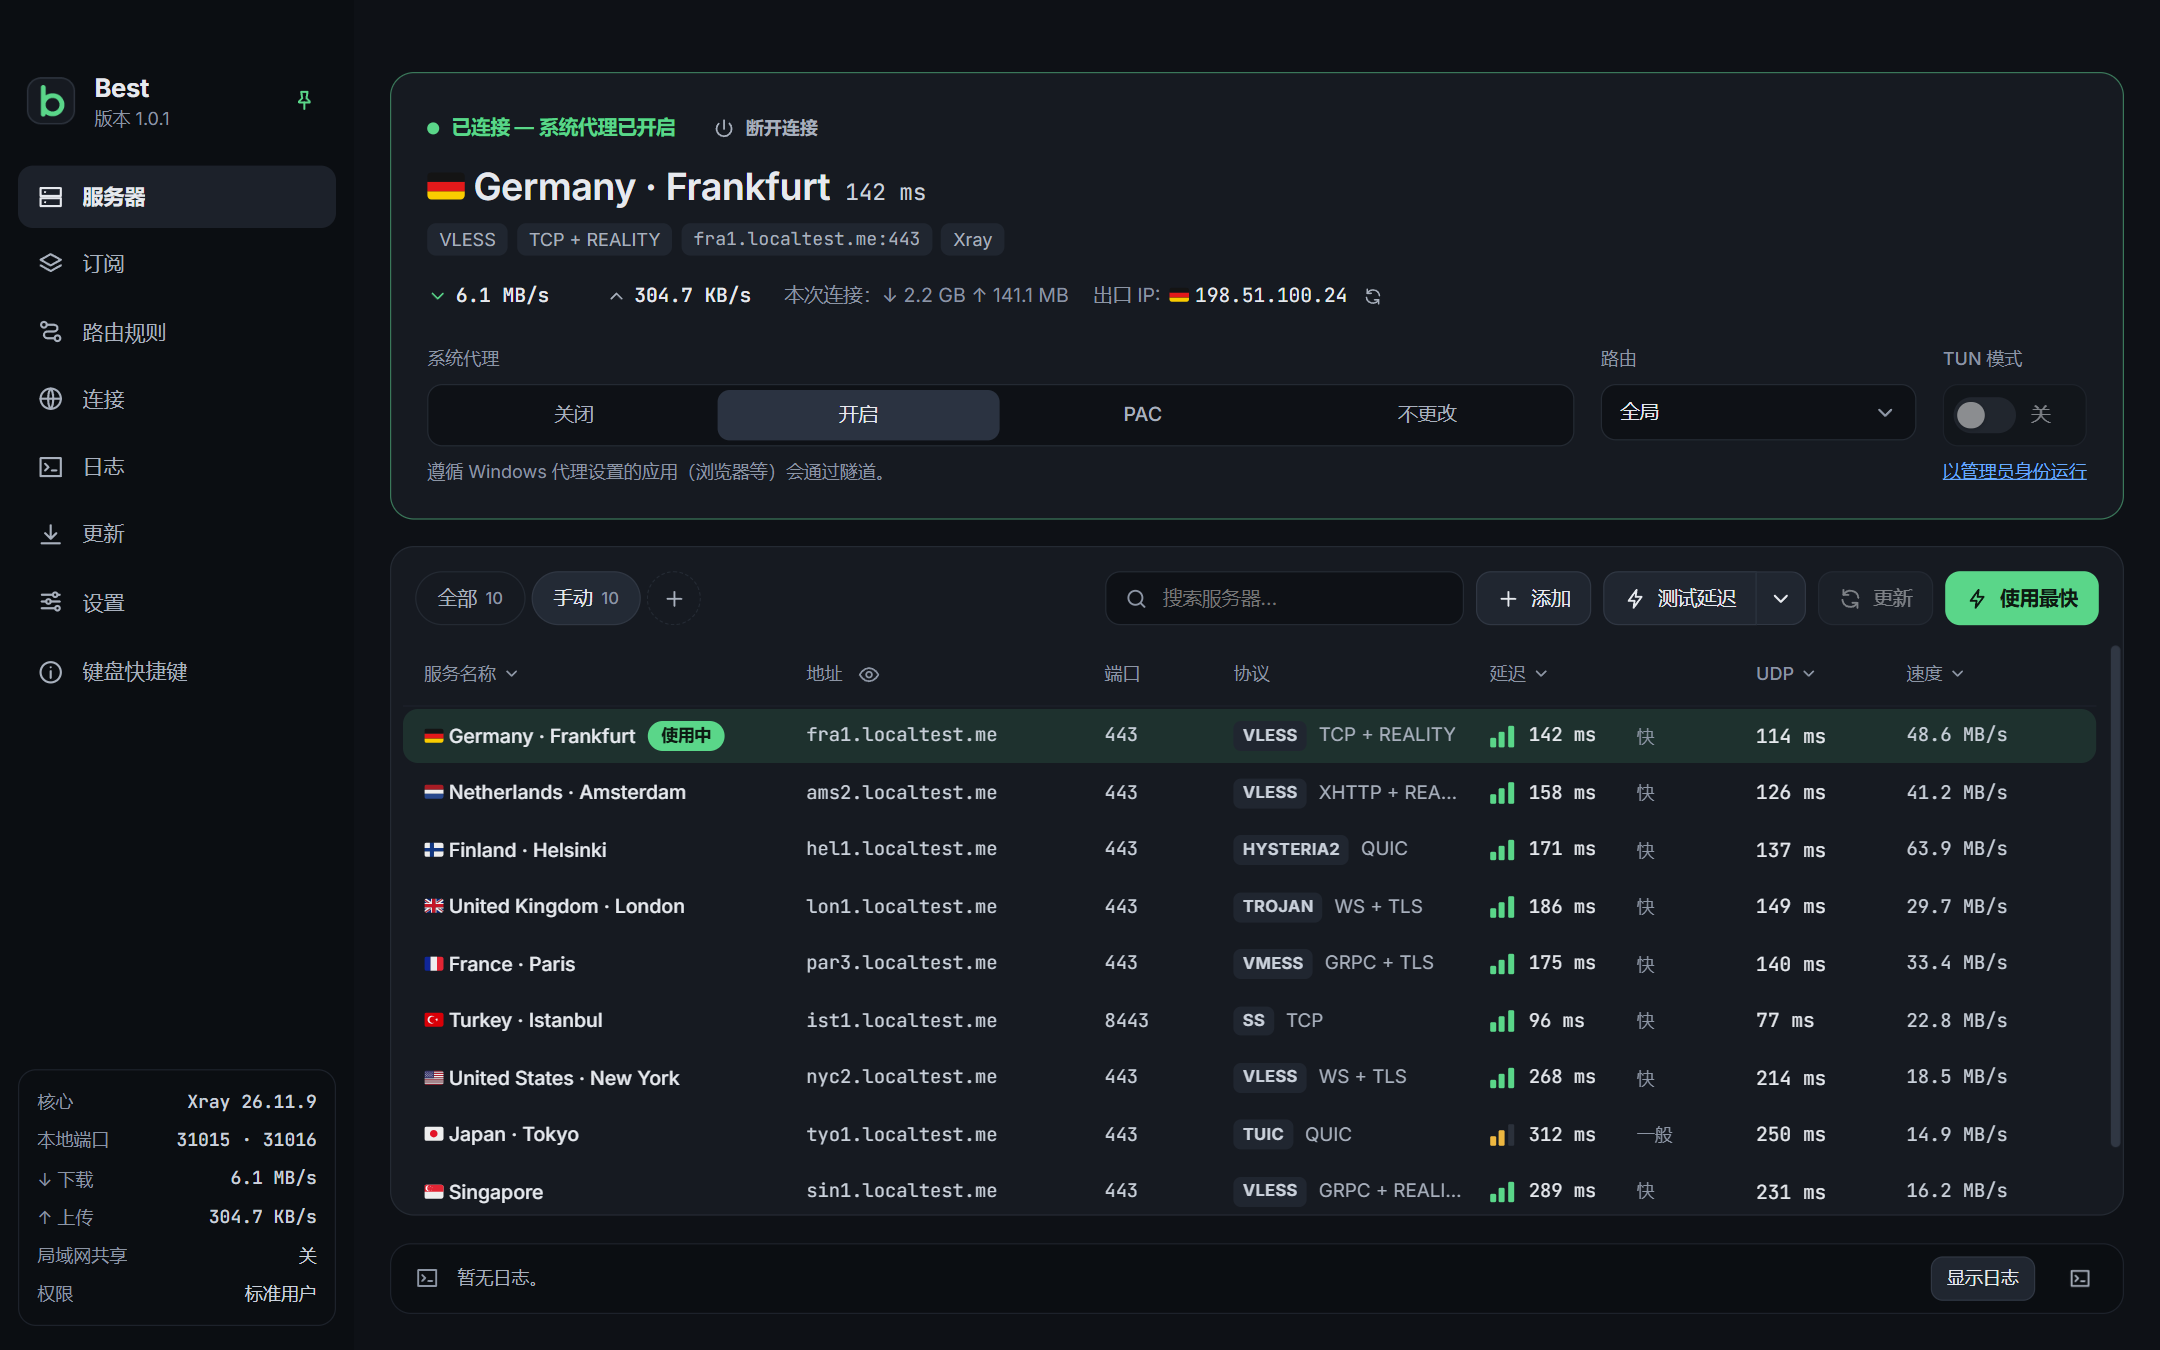 Best
版本 1.0.1
服务器
订阅
路由规则
连接
日志
更新
设置
键盘快捷键
核心 Xray 26.11.9
本地端口 31015 · 31016
↓ 下载 6.1 MB/s
↑ 上传 304.7 KB/s
局域网共享 关
权限 标准用户
已连接 — 系统代理已开启 断开连接
Germany · Frankfurt 142 ms
VLESS TCP + REALITY fra1.localtest.me:443 Xray
6.1 MB/s 304.7 KB/s 本次连接: ↓ 2.2 GB ↑ 141.1 MB 出口 IP: 198.51.100.24
系统代理 路由 TUN 模式
关闭 开启 PAC 不更改 全局 关
遵循 Windows 代理设置的应用（浏览器等）会通过隧道。 以管理员身份运行
全部 10 手动 10 + 搜索服务器... + 添加 测试延迟 更新 使用最快
服务名称 地址 端口 协议 延迟 UDP 速度
Germany · Frankfurt 使用中 fra1.localtest.me 443 VLESS TCP + REALITY 142 ms 快 114 ms 48.6 MB/s
Netherlands · Amsterdam ams2.localtest.me 443 VLESS XHTTP + REA... 158 ms 快 126 ms 41.2 MB/s
Finland · Helsinki hel1.localtest.me 443 HYSTERIA2 QUIC 171 ms 快 137 ms 63.9 MB/s
United Kingdom · London lon1.localtest.me 443 TROJAN WS + TLS 186 ms 快 149 ms 29.7 MB/s
France · Paris par3.localtest.me 443 VMESS GRPC + TLS 175 ms 快 140 ms 33.4 MB/s
Turkey · Istanbul ist1.localtest.me 8443 SS TCP 96 ms 快 77 ms 22.8 MB/s
United States · New York nyc2.localtest.me 443 VLESS WS + TLS 268 ms 快 214 ms 18.5 MB/s
Japan · Tokyo tyo1.localtest.me 443 TUIC QUIC 312 ms 一般 250 ms 14.9 MB/s
Singapore sin1.localtest.me 443 VLESS GRPC + REALI... 289 ms 快 231 ms 16.2 MB/s
暂无日志。 显示日志